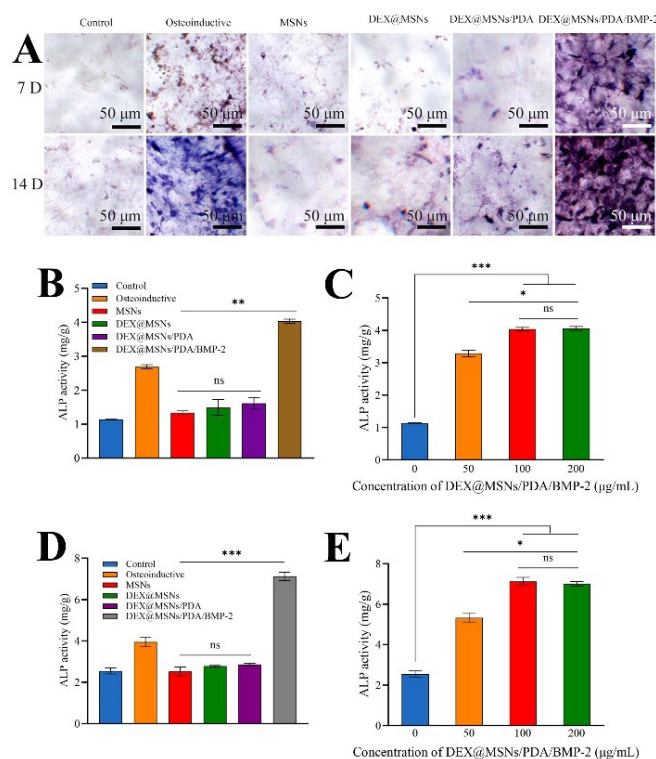 Control Osteoinductive MSNs DEX@MSNs DEX@MSNs/PDA DEX@MSNs/PDA/BMP-2
A
7 D
50 μm 50 μm 50 μm 50 μm 50 μm 50 μm
14 D
50 μm 50 μm 50 μm 50 μm 50 μm 50 μm
B
ALP activity (mg/g)
5
4
3
2
1
0
Control
Osteoinductive
MSNs
DEX@MSNs
DEX@MSNs/PDA
DEX@MSNs/PDA/BMP-2
**
ns
C
ALP activity (mg/g)
5
4
3
2
1
0
***
*
ns
0 50 100 200
Concentration of DEX@MSNs/PDA/BMP-2 (μg/mL)
D
ALP activity (mg/g)
8
6
4
2
0
Control
Osteoinductive
MSNs
DEX@MSNs
DEX@MSNs/PDA
DEX@MSNs/PDA/BMP-2
***
ns
E
ALP activity (mg/g)
8
6
4
2
0
***
*
ns
0 50 100 200
Concentration of DEX@MSNs/PDA/BMP-2 (μg/mL)